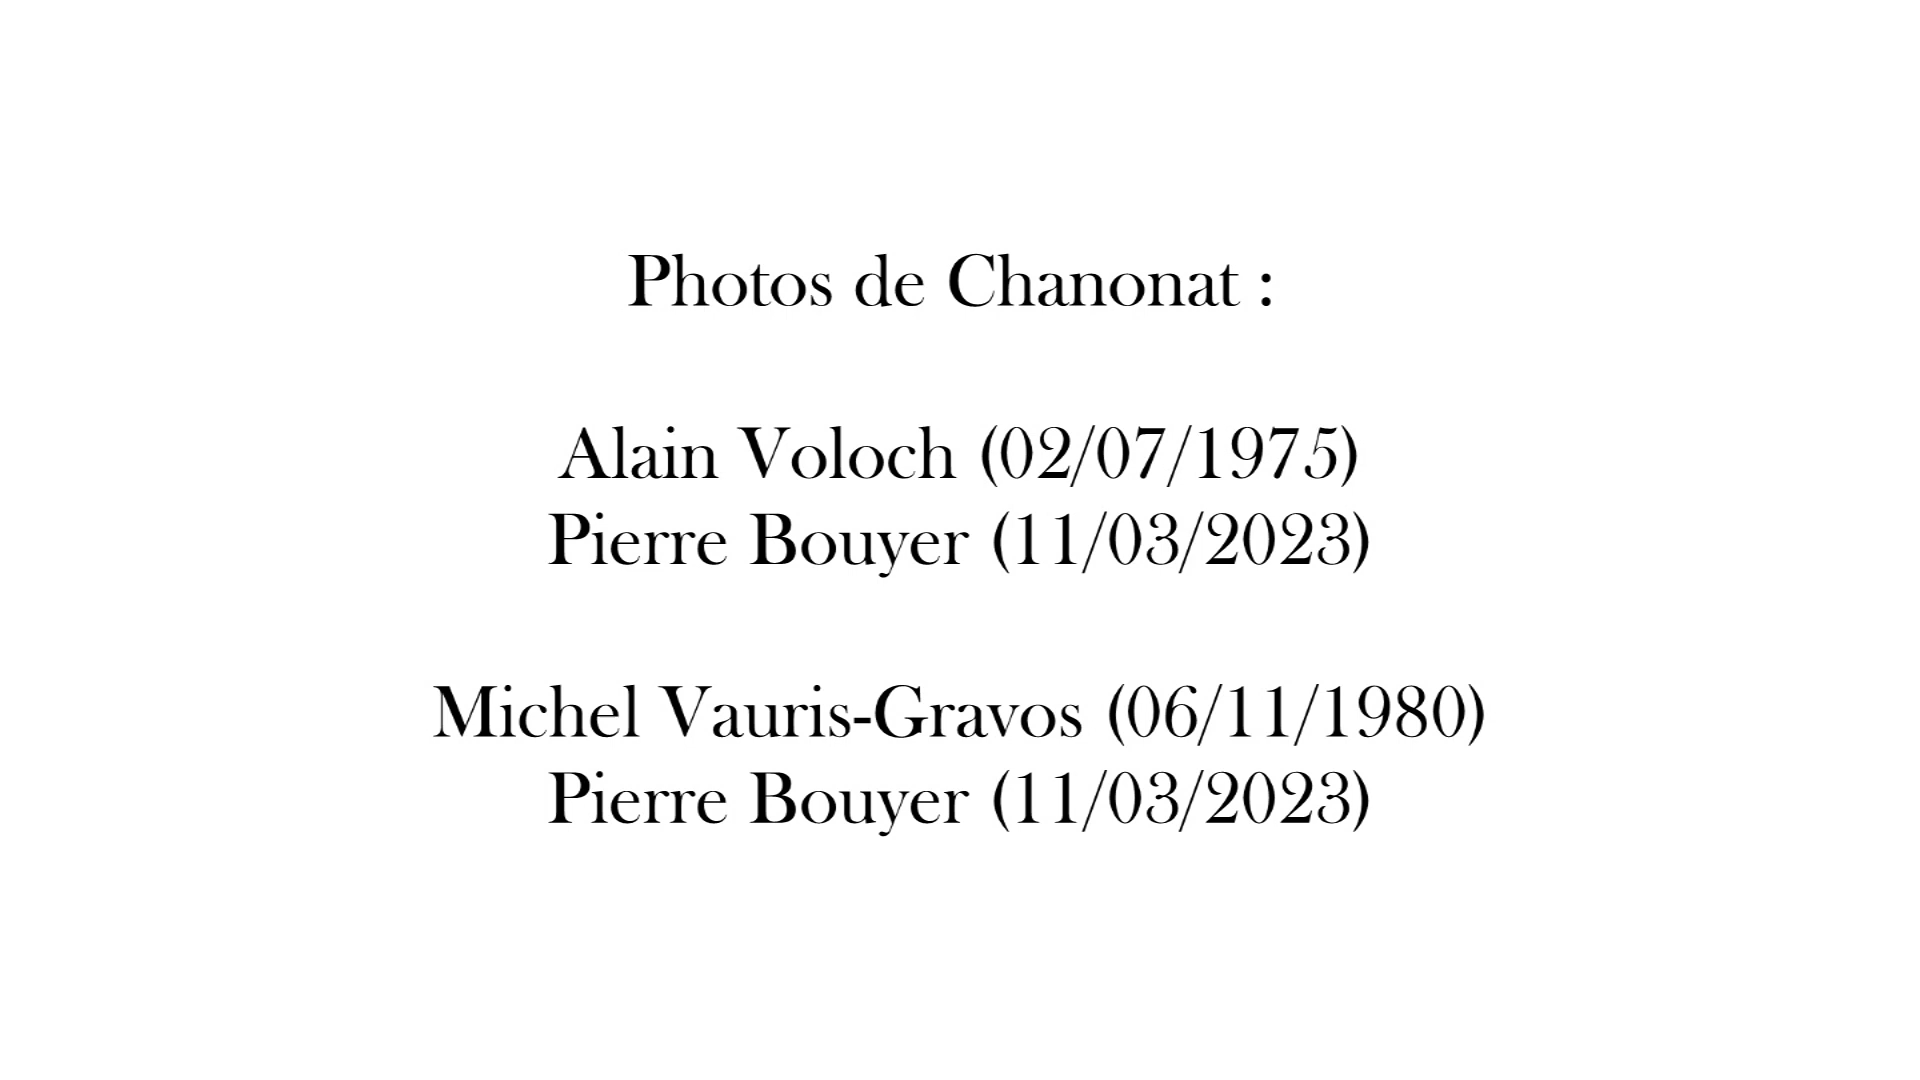 Photos de Chanonat :
Alain Voloch (02/07/1975)
Pierre Bouyer (11/03/2023)
Michel Vauris-Gravos (06/11/1980)
Pierre Bouyer (11/03/2023)